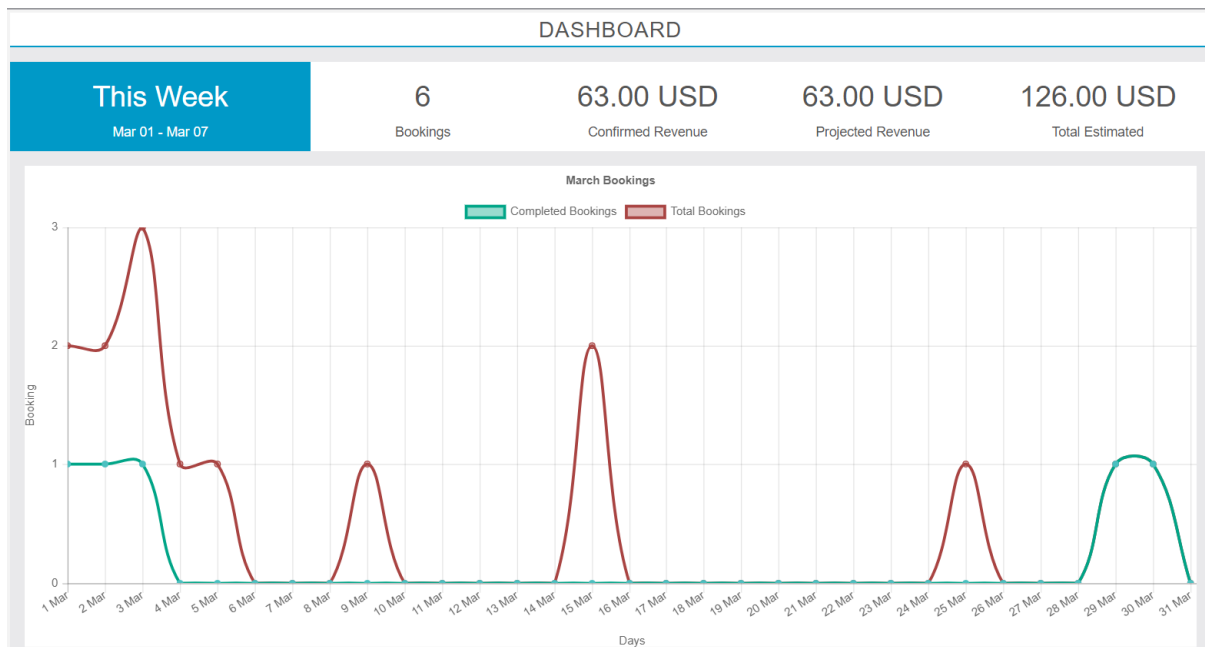 DASHBOARD
This Week
Mar 01 - Mar 07
6
Bookings
63.00 USD
Confirmed Revenue
63.00 USD
Projected Revenue
126.00 USD
Total Estimated
March Bookings
Completed Bookings
Total Bookings
3
2
1
0
Booking
1 Mar
2 Mar
3 Mar
4 Mar
5 Mar
6 Mar
7 Mar
8 Mar
9 Mar
10 Mar
11 Mar
12 Mar
13 Mar
14 Mar
15 Mar
16 Mar
17 Mar
18 Mar
19 Mar
20 Mar
21 Mar
22 Mar
23 Mar
24 Mar
25 Mar
26 Mar
27 Mar
28 Mar
29 Mar
30 Mar
31 Mar
Days